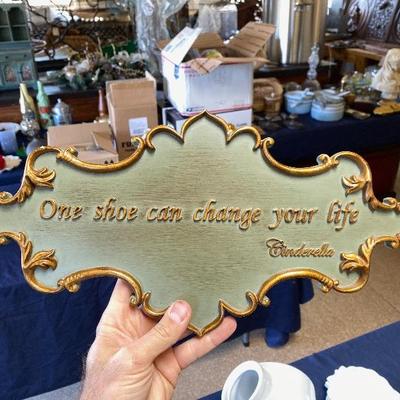 One shoe can change your life
Cinderella